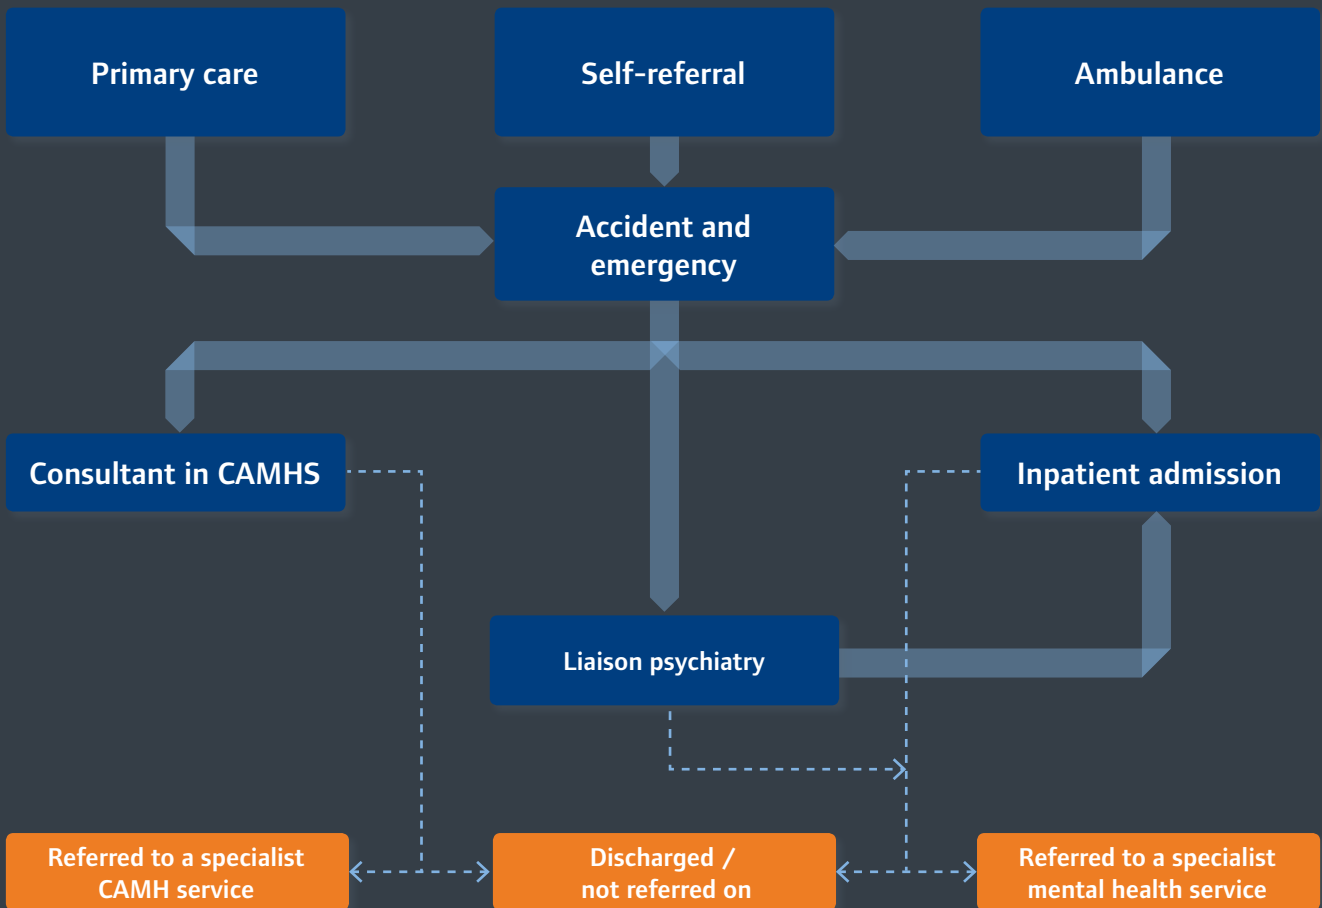 Primary care
Self-referral
Ambulance
Accident and
emergency
Consultant in CAMHS
Inpatient admission
Liaison psychiatry
Referred to a specialist
CAMH service
Discharged /
not referred on
Referred to a specialist
mental health service